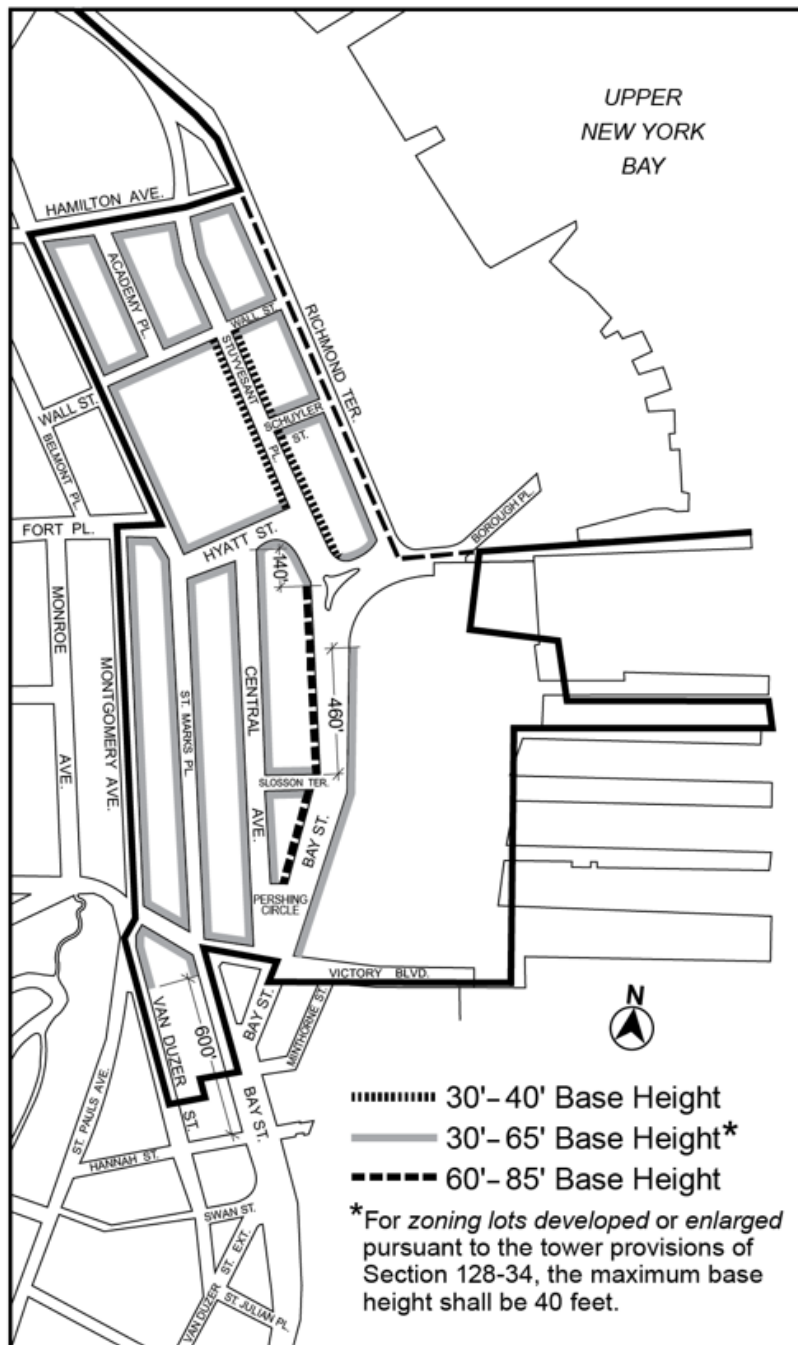 UPPER
NEW YORK
BAY
HAMILTON AVE.
ACADEMY PL.
WALL ST.
STUYVESANT
PL.
RICHMOND TER.
SCHUYLER
ST.
WALL ST.
BELMONT PL.
FORT PL.
HYATT ST.
BOROUGH PL.
140'
MONROE
AVE.
MONTGOMERY AVE.
ST. MARKS PL.
CENTRAL
AVE.
460'
SLOSSON TER.
BAY ST.
PERSHING
CIRCLE
VICTORY BLVD.
BAY ST.
MINTHORNE ST.
VAN DUZER
ST.
600'
BAY ST.
ST. PAULS AVE.
HANNAH ST.
SWAN ST.
VAN DUZER
ST. EXT.
ST. JULIAN PL.
N
30'–40' Base Height
30'–65' Base Height*
60'–85' Base Height
*For zoning lots developed or enlarged
pursuant to the tower provisions of
Section 128-34, the maximum base
height shall be 40 feet.